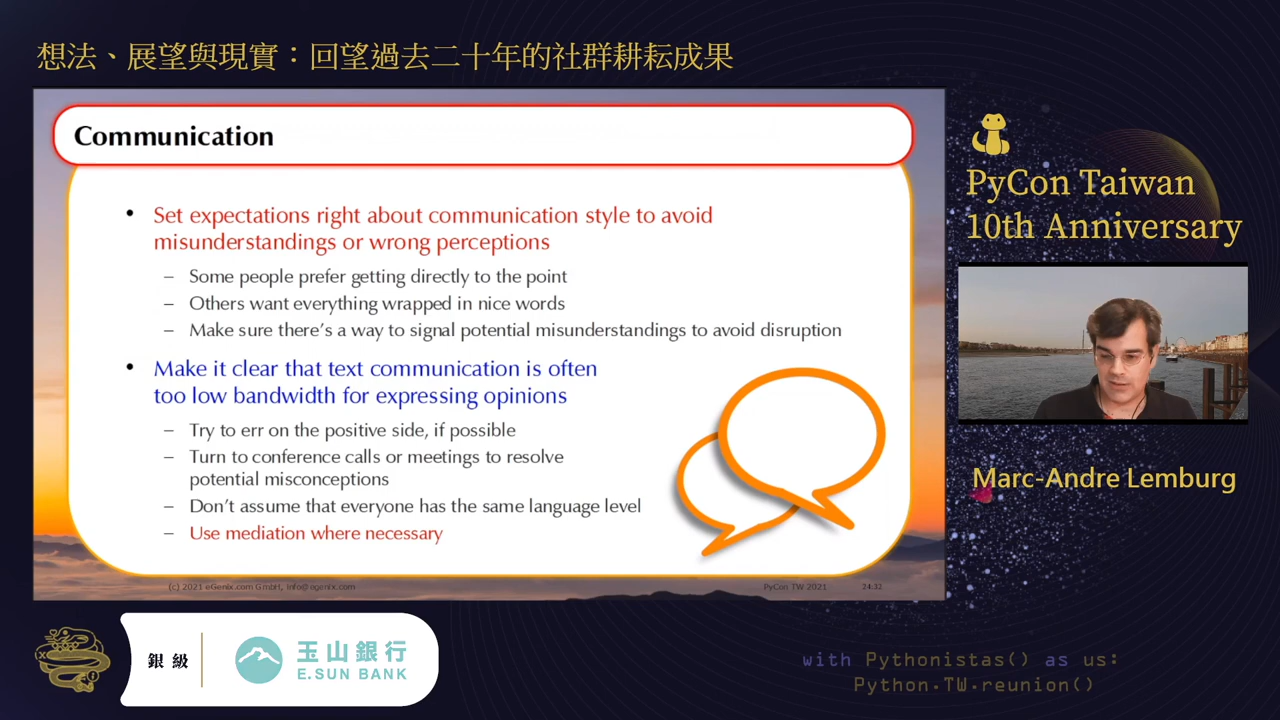 想法、展望與現實：回望過去二十年的社群耕耘成果
Communication
• Set expectations right about communication style to avoid
misunderstandings or wrong perceptions
– Some people prefer getting directly to the point
– Others want everything wrapped in nice words
– Make sure there's a way to signal potential misunderstandings to avoid disruption
• Make it clear that text communication is often
too low bandwidth for expressing opinions
– Try to err on the positive side, if possible
– Turn to conference calls or meetings to resolve
potential misconceptions
– Don't assume that everyone has the same language level
– Use mediation where necessary
(c) 2021 eGenix.com GmbH, info@egenix.com
PyCon TW 2021
24:32
PyCon Taiwan
10th Anniversary
Marc-Andre Lemburg
銀級
玉山銀行
E.SUN BANK
with Pythonistas() as us:
Python.TW.reunion()